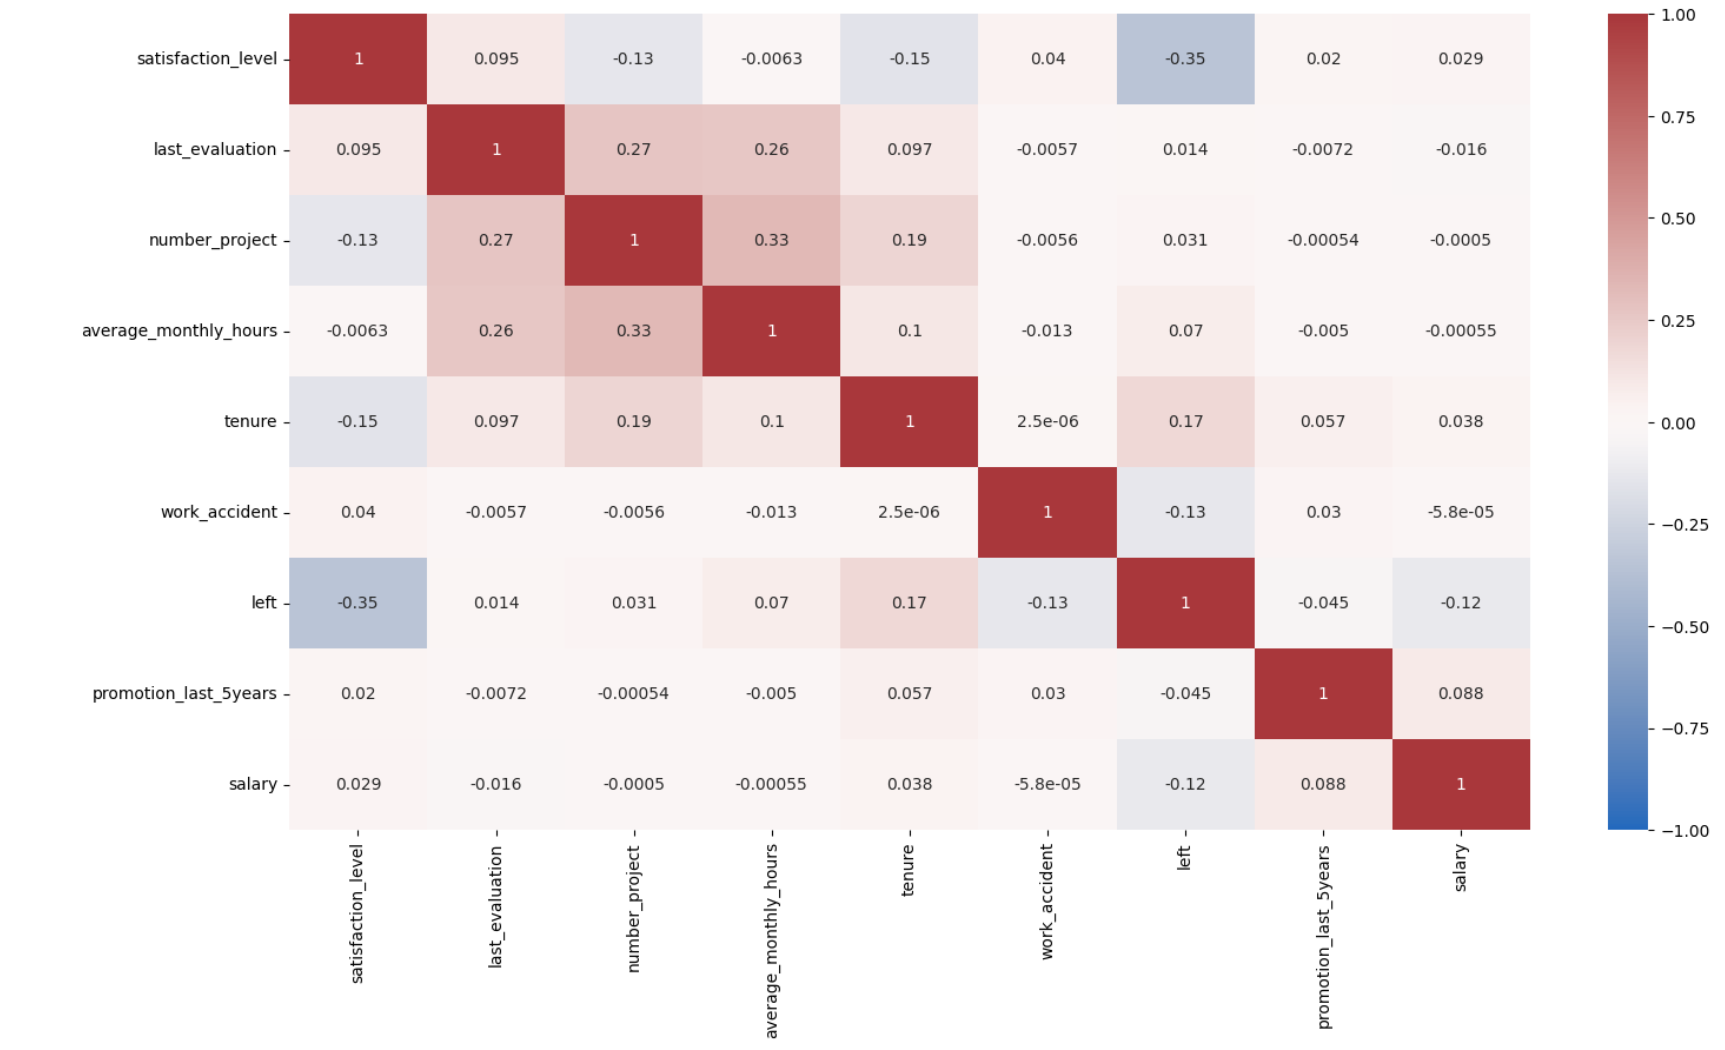 satisfaction_level 1 0.095 -0.13 -0.0063 -0.15 0.04 -0.35 0.02 0.029
last_evaluation 0.095 1 0.27 0.26 0.097 -0.0057 0.014 -0.0072 -0.016
number_project -0.13 0.27 1 0.33 0.19 -0.0056 0.031 -0.00054 -0.0005
average_monthly_hours -0.0063 0.26 0.33 1 0.1 -0.013 0.07 -0.005 -0.00055
tenure -0.15 0.097 0.19 0.1 1 2.5e-06 0.17 0.057 0.038
work_accident 0.04 -0.0057 -0.0056 -0.013 2.5e-06 1 -0.13 0.03 -5.8e-05
left -0.35 0.014 0.031 0.07 0.17 -0.13 1 -0.045 -0.12
promotion_last_5years 0.02 -0.0072 -0.00054 -0.005 0.057 0.03 -0.045 1 0.088
salary 0.029 -0.016 -0.0005 -0.00055 0.038 -5.8e-05 -0.12 0.088 1
satisfaction_level
last_evaluation
number_project
average_monthly_hours
tenure
work_accident
left
promotion_last_5years
salary
1.00
0.75
0.50
0.25
0.00
−0.25
−0.50
−0.75
−1.00